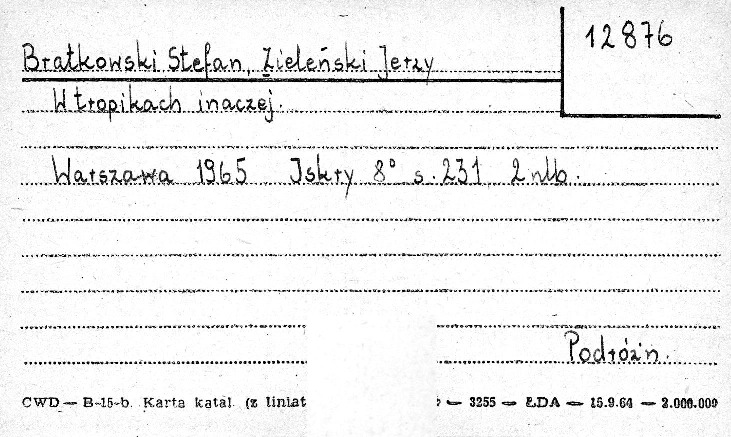 12876
Bratkowski Stefan, Zieleński Jerzy
W tropikach inaczej.
Warszawa 1965 Iskry 8° s. 231 2 nlb.
Podróżn.
CWD — B-15-b. Karta katal. (z liniat — 3255 — ŁDA — 15.9.64 — 2.000.000